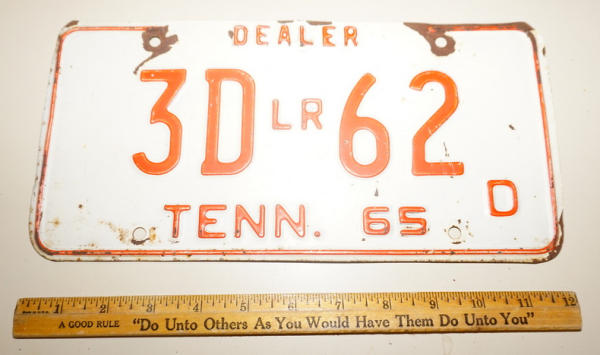 DEALER
3D LR 62
TENN. 65 D
1 2 3 4 5 6 7 8 9 10 11 12
A GOOD RULE "Do Unto Others As You Would Have Them Do Unto You"